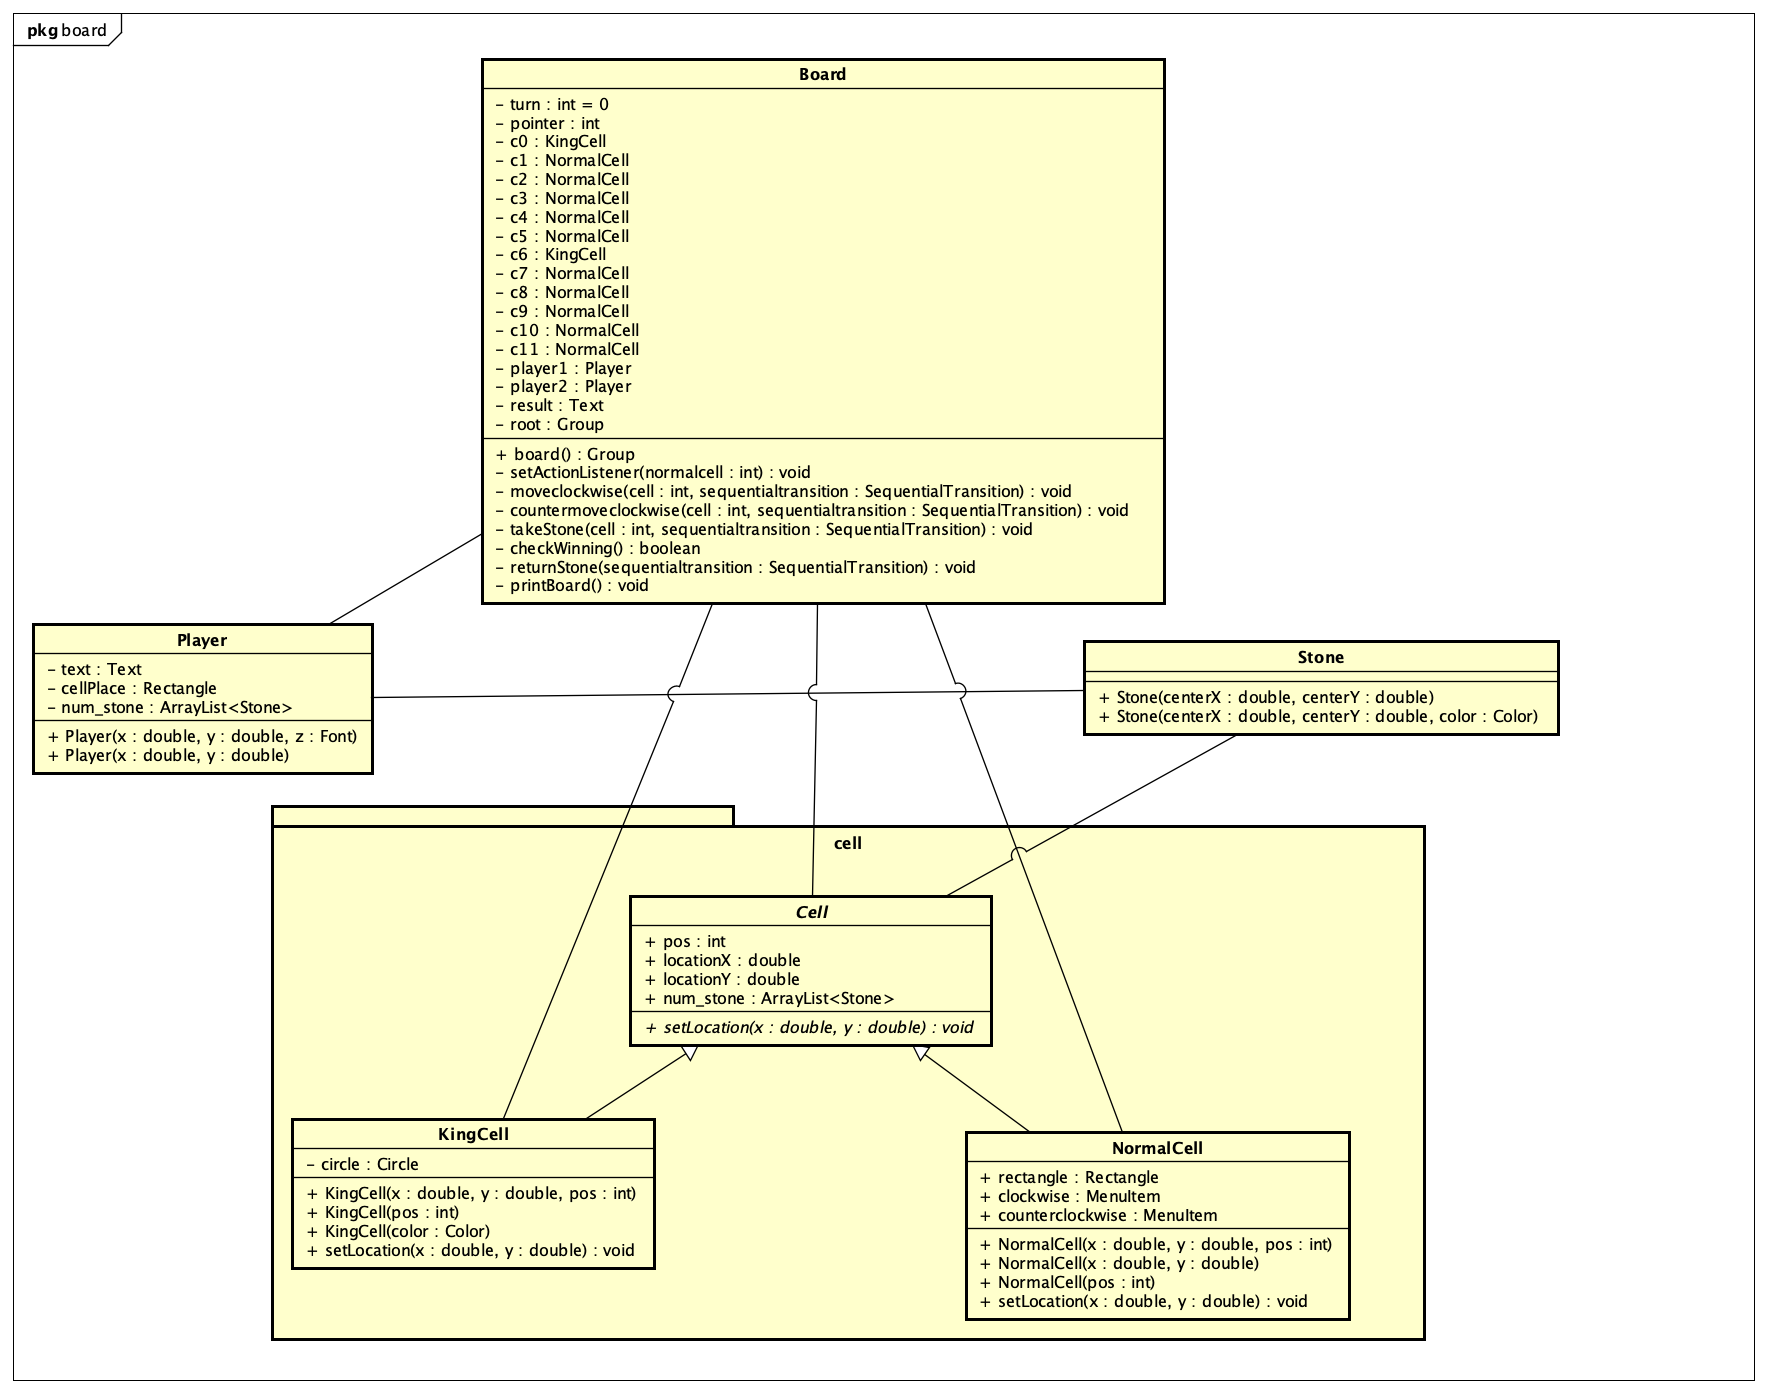 pkg board
Board
- turn : int = 0
- pointer : int
- c0 : KingCell
- c1 : NormalCell
- c2 : NormalCell
- c3 : NormalCell
- c4 : NormalCell
- c5 : NormalCell
- c6 : KingCell
- c7 : NormalCell
- c8 : NormalCell
- c9 : NormalCell
- c10 : NormalCell
- c11 : NormalCell
- player1 : Player
- player2 : Player
- result : Text
- root : Group
+ board() : Group
- setActionListener(normalcell : int) : void
- moveclockwise(cell : int, sequentialtransition : SequentialTransition) : void
- countermoveclockwise(cell : int, sequentialtransition : SequentialTransition) : void
- takeStone(cell : int, sequentialtransition : SequentialTransition) : void
- checkWinning() : boolean
- returnStone(sequentialtransition : SequentialTransition) : void
- printBoard() : void
Player
- text : Text
- cellPlace : Rectangle
- num_stone : ArrayList<Stone>
+ Player(x : double, y : double, z : Font)
+ Player(x : double, y : double)
Stone
+ Stone(centerX : double, centerY : double)
+ Stone(centerX : double, centerY : double, color : Color)
cell
Cell
+ pos : int
+ locationX : double
+ locationY : double
+ num_stone : ArrayList<Stone>
+ setLocation(x : double, y : double) : void
KingCell
- circle : Circle
+ KingCell(x : double, y : double, pos : int)
+ KingCell(pos : int)
+ KingCell(color : Color)
+ setLocation(x : double, y : double) : void
NormalCell
+ rectangle : Rectangle
+ clockwise : MenuItem
+ counterclockwise : MenuItem
+ NormalCell(x : double, y : double, pos : int)
+ NormalCell(x : double, y : double)
+ NormalCell(pos : int)
+ setLocation(x : double, y : double) : void